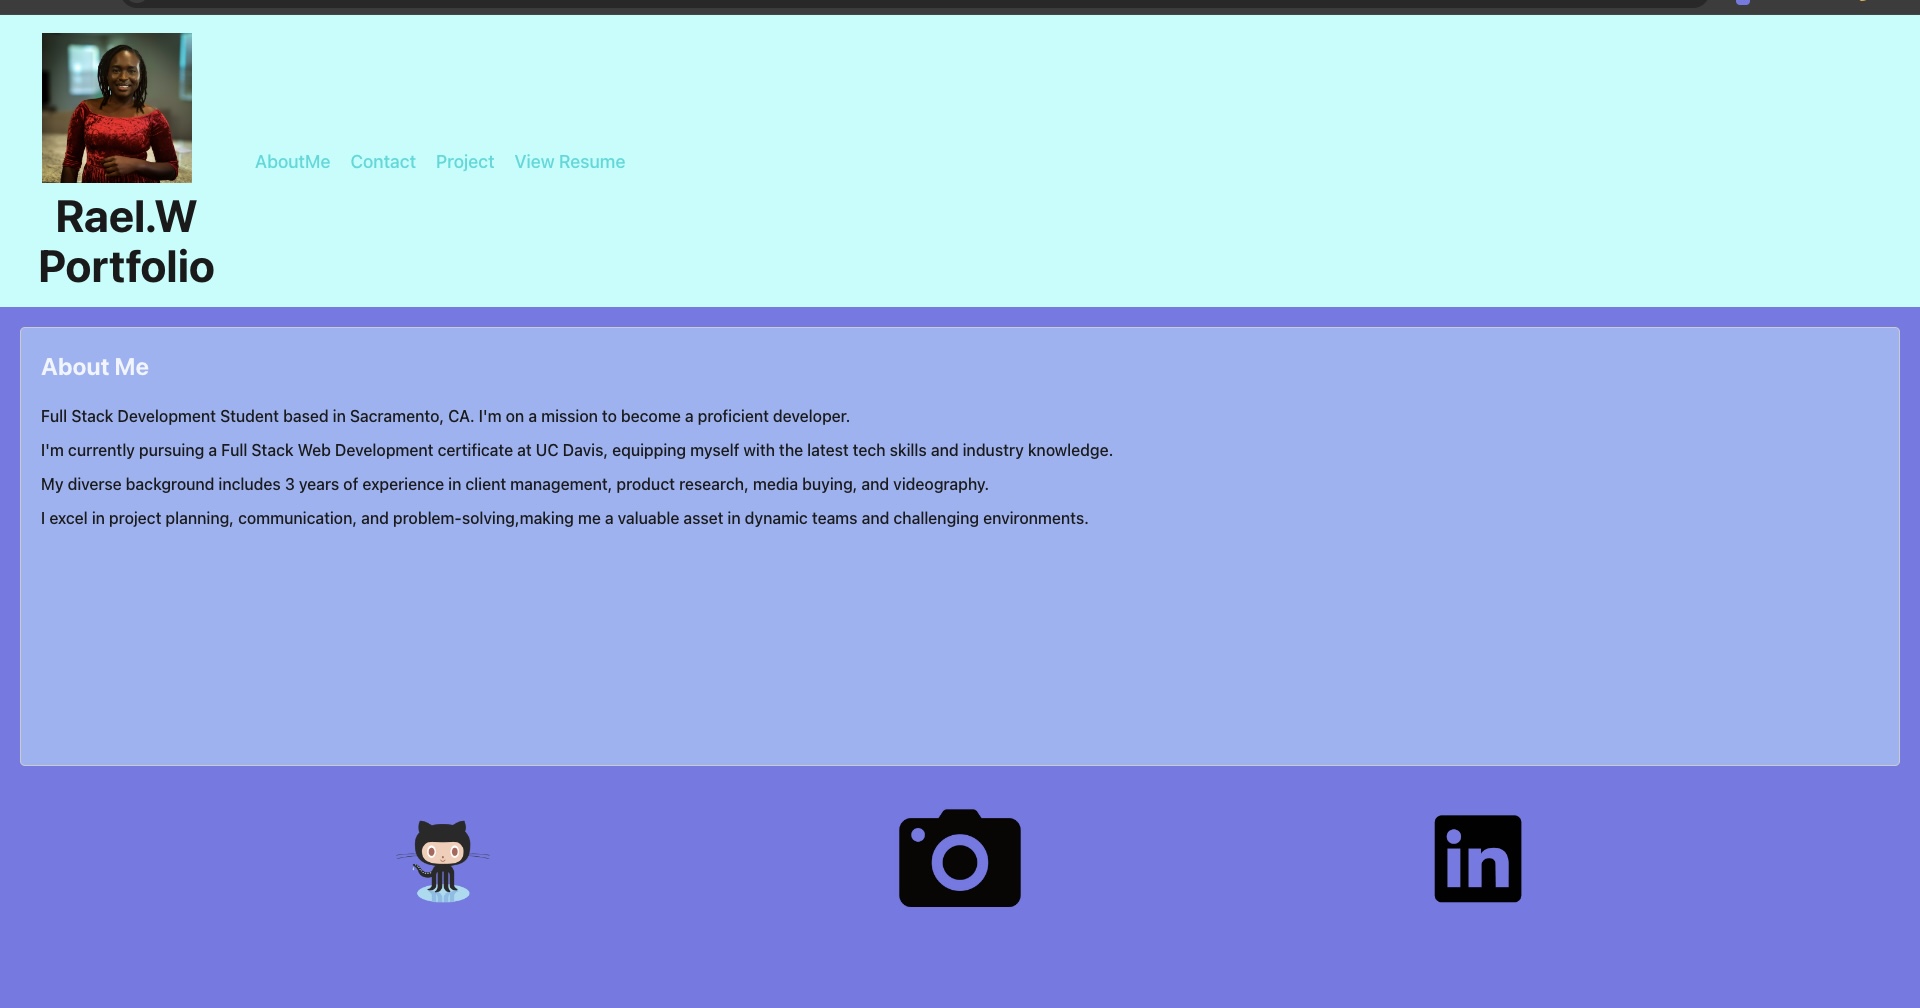 AboutMe Contact Project View Resume
Rael.W
Portfolio
About Me
Full Stack Development Student based in Sacramento, CA. I'm on a mission to become a proficient developer.
I'm currently pursuing a Full Stack Web Development certificate at UC Davis, equipping myself with the latest tech skills and industry knowledge.
My diverse background includes 3 years of experience in client management, product research, media buying, and videography.
I excel in project planning, communication, and problem-solving,making me a valuable asset in dynamic teams and challenging environments.
in